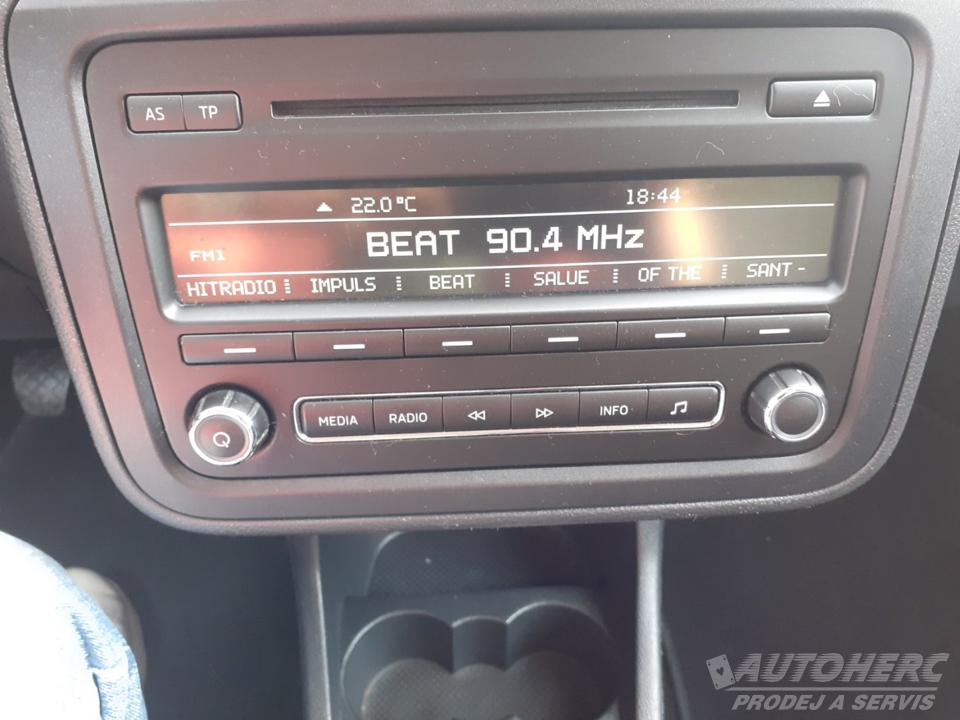 AS TP
22.0°C 18:44
FM1 BEAT 90.4 MHz
HITRADIO IMPULS BEAT SALUE OF THE SANT-
MEDIA RADIO INFO
AUTOHERC
PRODEJ A SERVIS